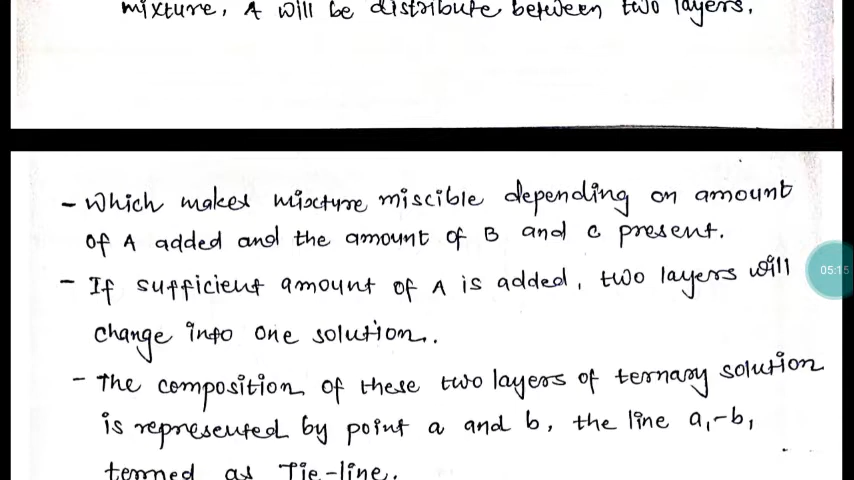 mixture, A will be distribute between two layers.
- Which makes mixture miscible depending on amount
of A added and the amount of B and C present.
- If sufficient amount of A is added, two layers will
05:15
change into one solution..
- The composition of these two layers of ternary solution
is represented by point a and b, the line a,-b,
termed as Tie-line.